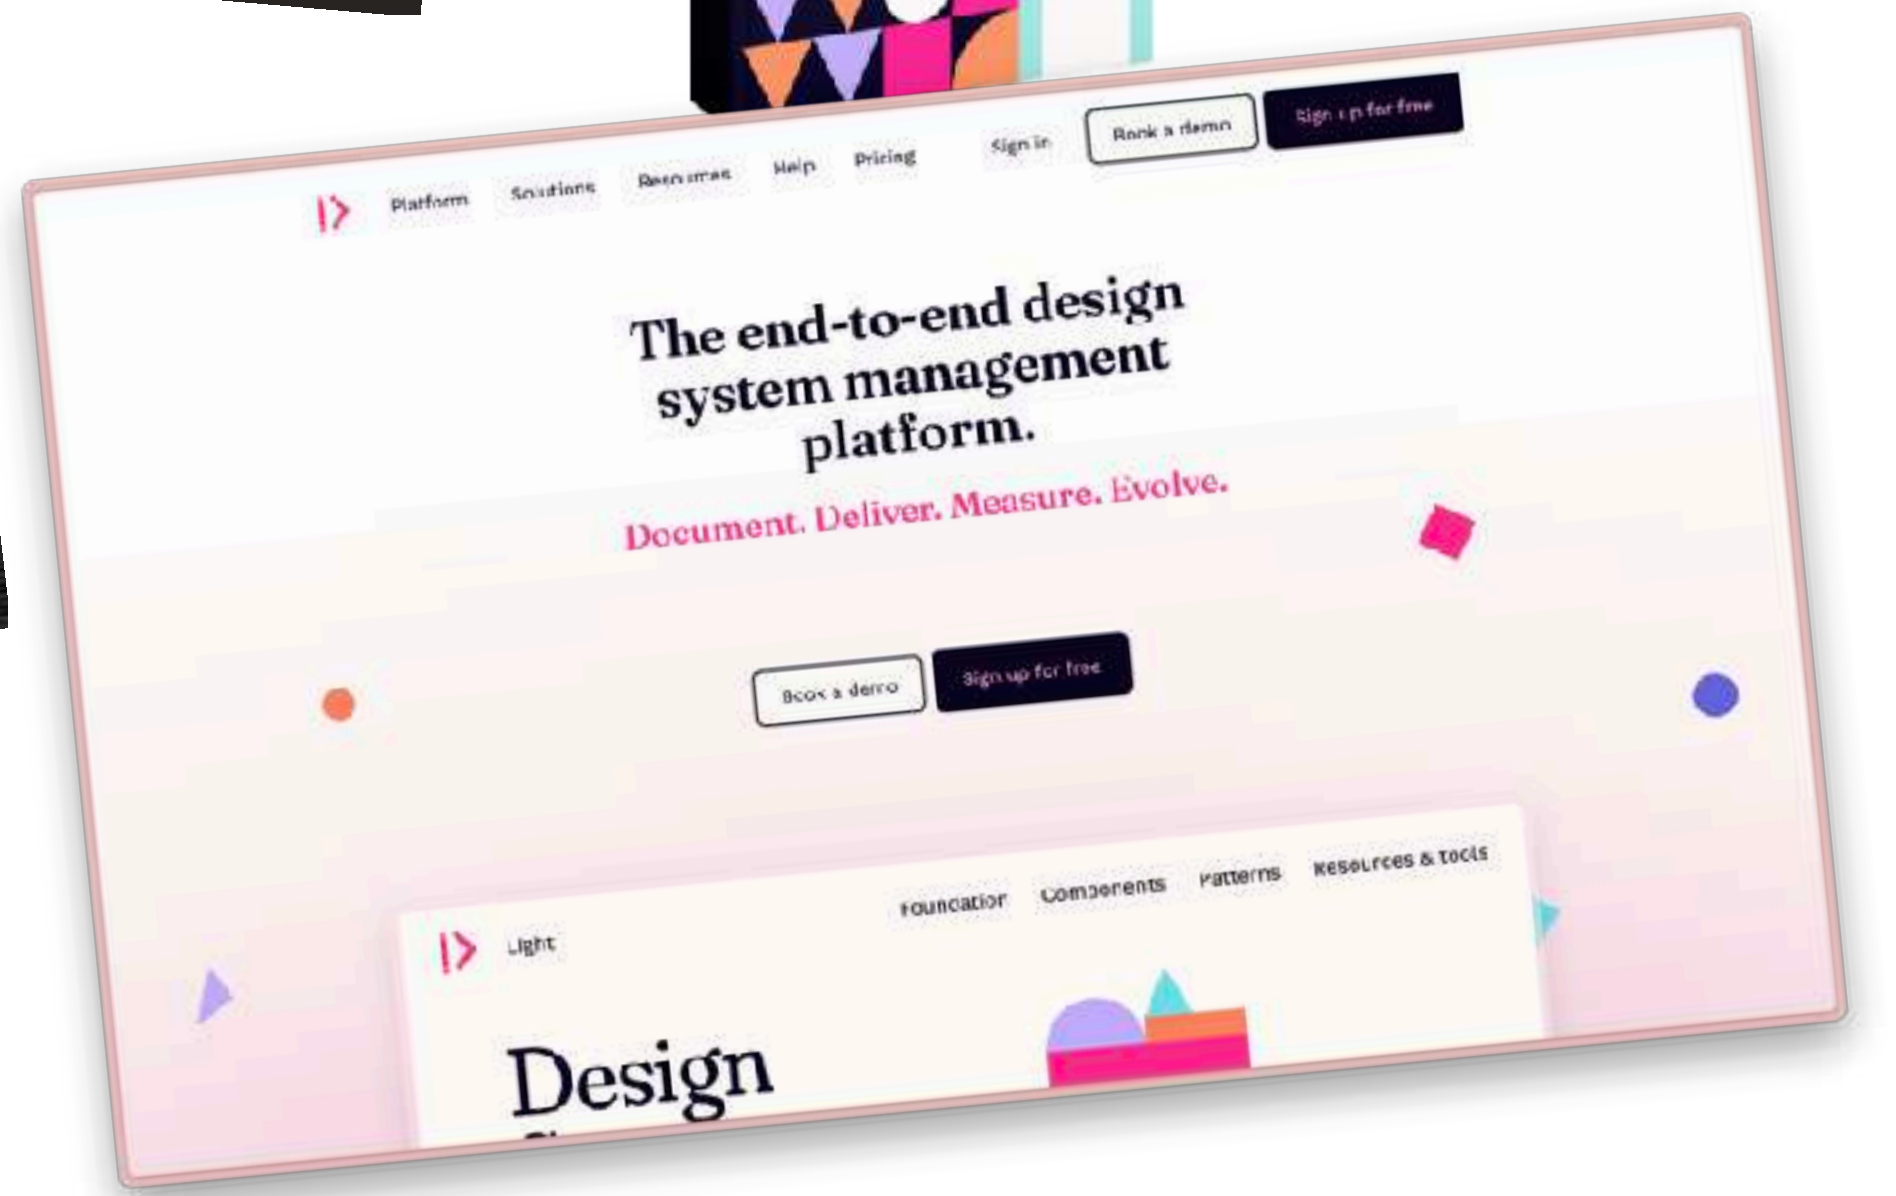 Platform
Solutions
Resources
Help
Pricing
Sign in
Book a demo
Sign up for free
The end-to-end design
system management
platform.
Document. Deliver. Measure. Evolve.
Book a demo
Sign up for free
Light
Foundation
Components
Patterns
Resources & tools
Design